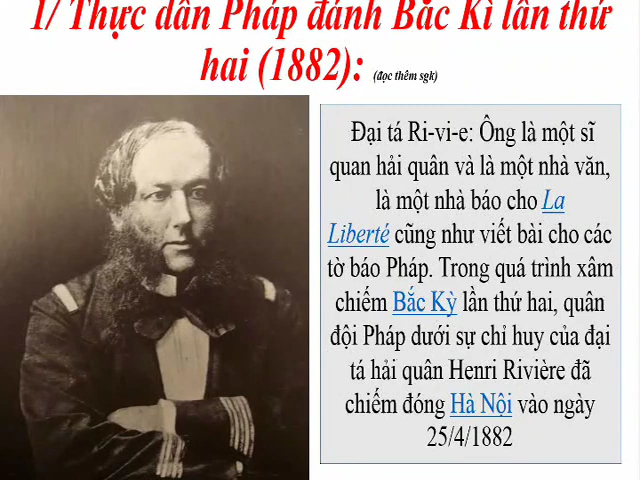 1/ Thực dân Pháp đánh Bắc Kì lần thứ
hai (1882): (đọc thêm sgk)
Đại tá Ri-vi-e: Ông là một sĩ
quan hải quân và là một nhà văn,
là một nhà báo cho La
Liberté cũng như viết bài cho các
tờ báo Pháp. Trong quá trình xâm
chiếm Bắc Kỳ lần thứ hai, quân
đội Pháp dưới sự chỉ huy của đại
tá hải quân Henri Rivière đã
chiếm đóng Hà Nội vào ngày
25/4/1882